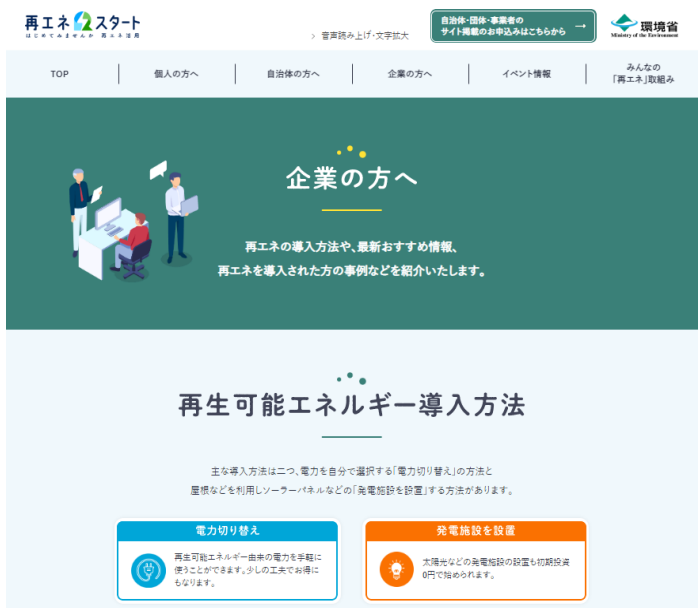 再エネスタート
はじめてみませんか 再エネ活用
> 音声読み上げ・文字拡大
自治体・団体・事業者の
サイト掲載のお申込みはこちらから →
環境省
Ministry of the Environment
TOP
個人の方へ
自治体の方へ
企業の方へ
イベント情報
みんなの
「再エネ」取組み
企業の方へ
再エネの導入方法や、最新おすすめ情報、
再エネを導入された方の事例などを紹介いたします。
再生可能エネルギー導入方法
主な導入方法は二つ、電力を自分で選択する「電力切り替え」の方法と
屋根などを利用しソーラーパネルなどの「発電施設を設置」する方法があります。
電力切り替え
再生可能エネルギー由来の電力を手軽に
使うことができます。少しの工夫でお得に
もなります。
発電施設を設置
太陽光などの発電施設の設置も初期投資
0円で始められます。